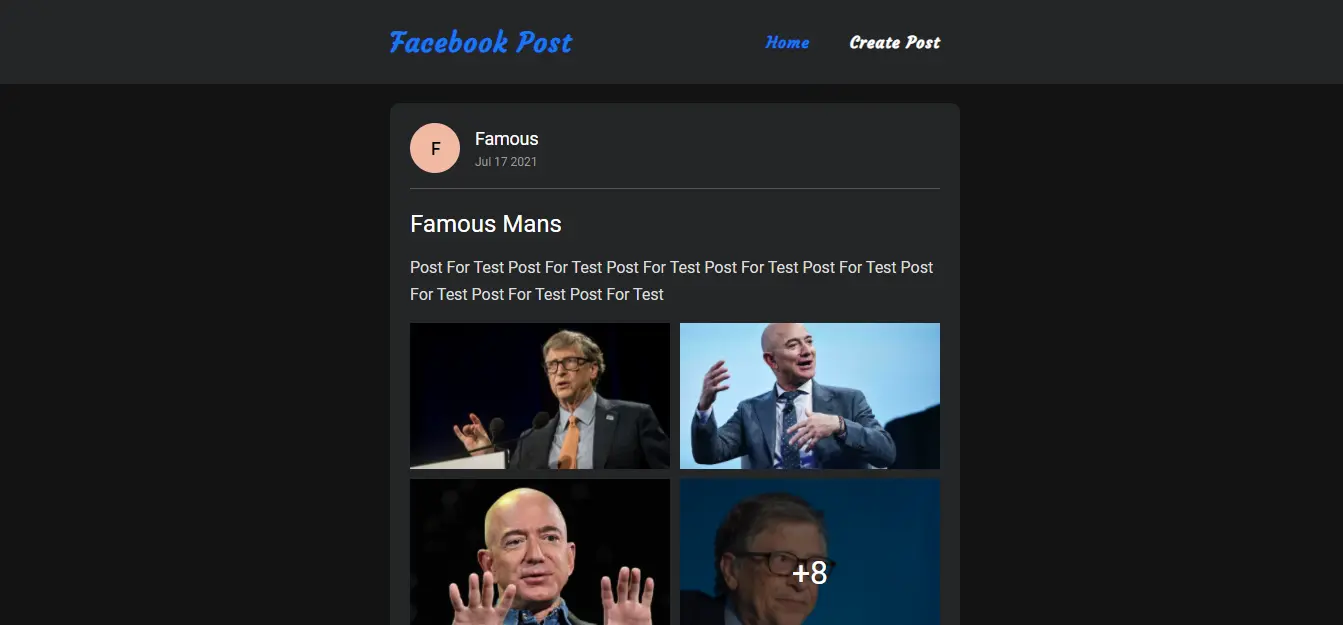 Facebook Post
Home
Create Post
F
Famous
Jul 17 2021
Famous Mans
Post For Test Post For Test Post For Test Post For Test Post For Test Post
For Test Post For Test Post For Test
+8